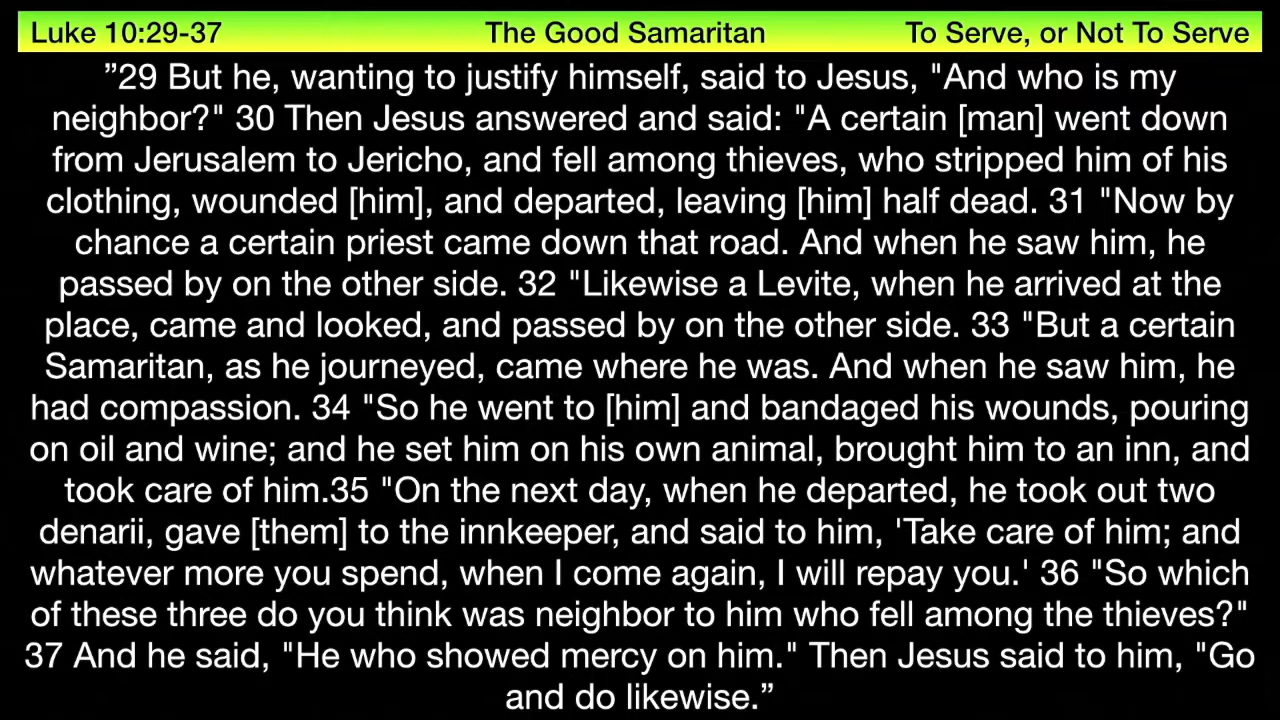 Luke 10:29-37 The Good Samaritan To Serve, or Not To Serve
”29 But he, wanting to justify himself, said to Jesus, "And who is my
neighbor?" 30 Then Jesus answered and said: "A certain [man] went down
from Jerusalem to Jericho, and fell among thieves, who stripped him of his
clothing, wounded [him], and departed, leaving [him] half dead. 31 "Now by
chance a certain priest came down that road. And when he saw him, he
passed by on the other side. 32 "Likewise a Levite, when he arrived at the
place, came and looked, and passed by on the other side. 33 "But a certain
Samaritan, as he journeyed, came where he was. And when he saw him, he
had compassion. 34 "So he went to [him] and bandaged his wounds, pouring
on oil and wine; and he set him on his own animal, brought him to an inn, and
took care of him.35 "On the next day, when he departed, he took out two
denarii, gave [them] to the innkeeper, and said to him, 'Take care of him; and
whatever more you spend, when I come again, I will repay you.' 36 "So which
of these three do you think was neighbor to him who fell among the thieves?"
37 And he said, "He who showed mercy on him." Then Jesus said to him, "Go
and do likewise.”